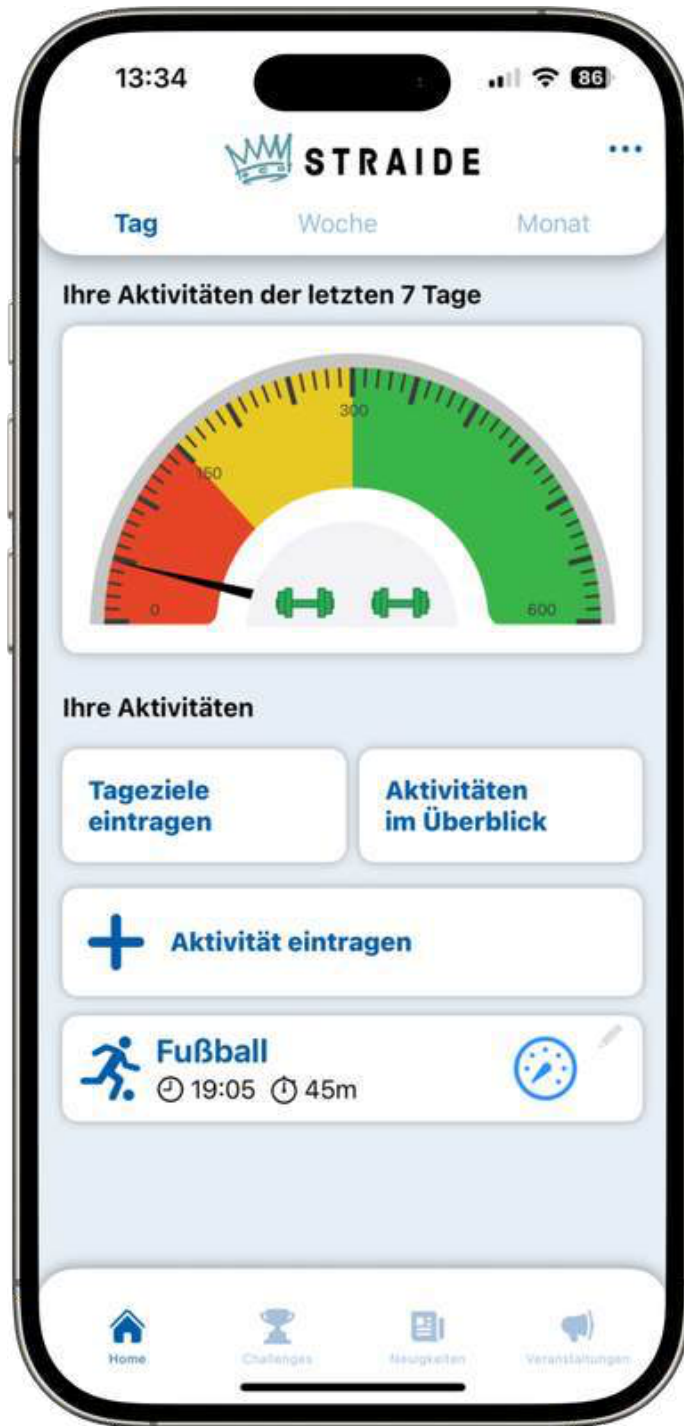 13:34
86
STRAIDE
Tag Woche Monat
Ihre Aktivitäten der letzten 7 Tage
300
150
0
600
Ihre Aktivitäten
Tageziele
eintragen
Aktivitäten
im Überblick
Aktivität eintragen
Fußball
19:05 45m
Home Challenges Neuigkeiten Veranstaltungen